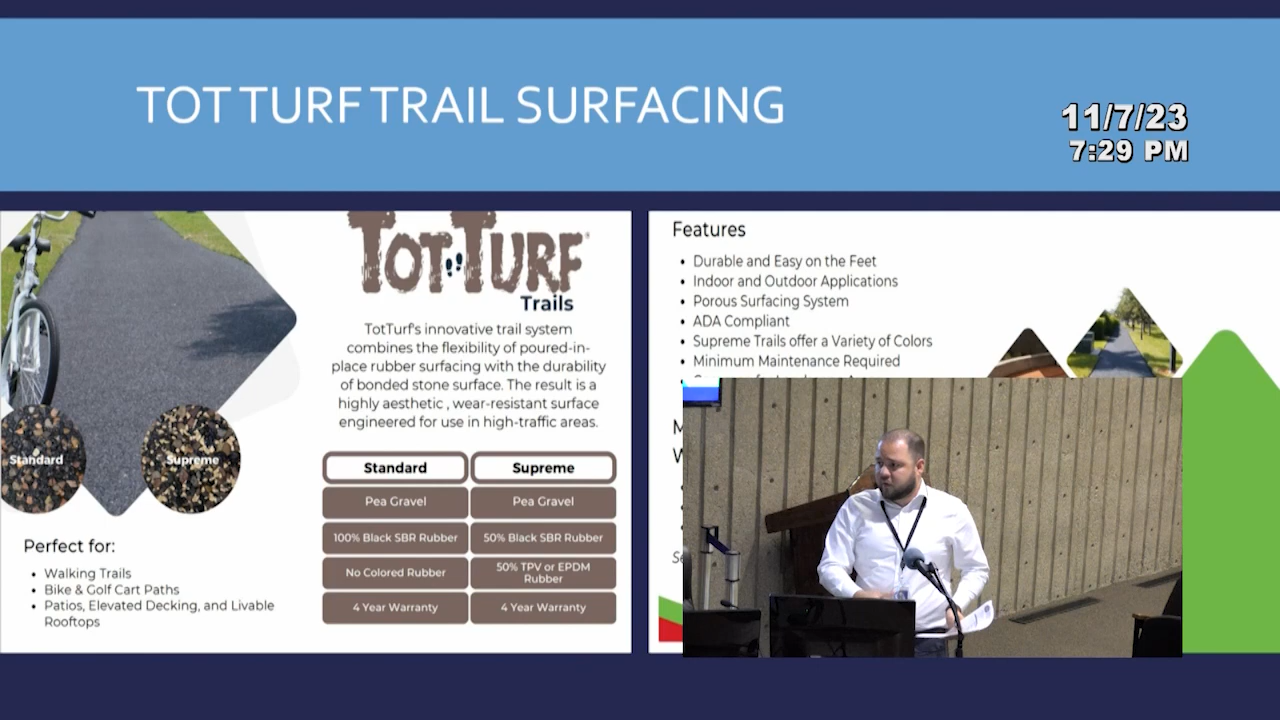 TOT TURF TRAIL SURFACING
11/7/23
7:29 PM
TOT TURF
Trails
TotTurf's innovative trail system
combines the flexibility of poured-in-
place rubber surfacing with the durability
of bonded stone surface. The result is a
highly aesthetic , wear-resistant surface
engineered for use in high-traffic areas.
Standard
Supreme
Standard Supreme
Pea Gravel Pea Gravel
100% Black SBR Rubber 50% Black SBR Rubber
No Colored Rubber 50% TPV or EPDM
Rubber
4 Year Warranty 4 Year Warranty
Perfect for:
• Walking Trails
• Bike & Golf Cart Paths
• Patios, Elevated Decking, and Livable
Rooftops
Features
• Durable and Easy on the Feet
• Indoor and Outdoor Applications
• Porous Surfacing System
• ADA Compliant
• Supreme Trails offer a Variety of Colors
• Minimum Maintenance Required